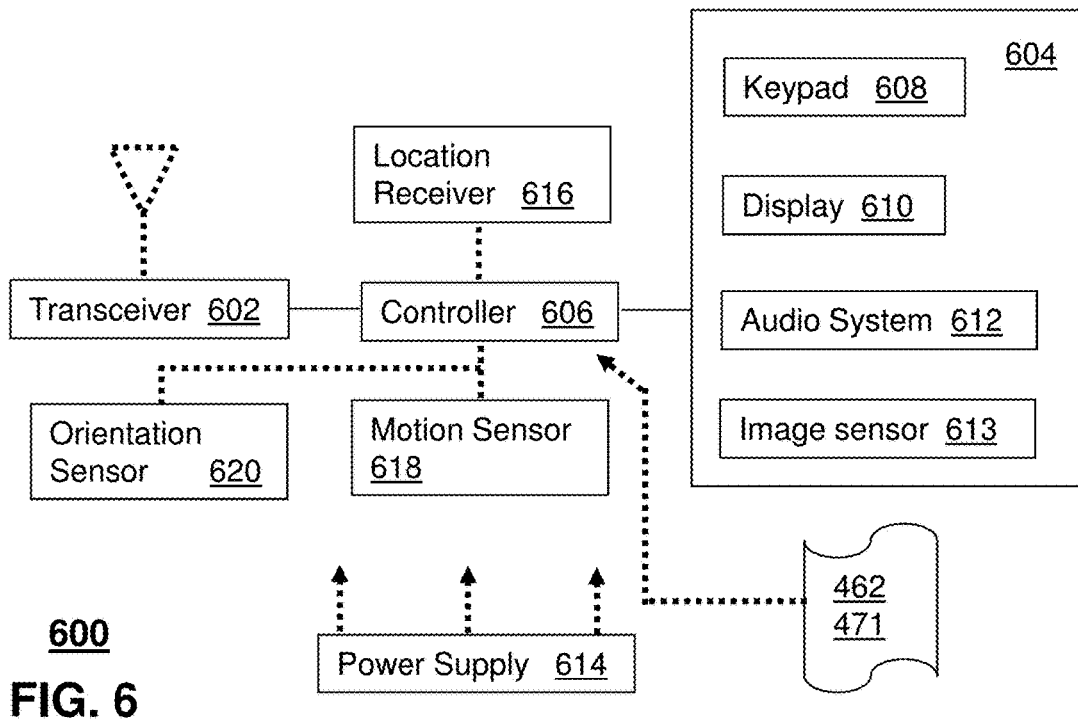 604
Keypad 608
Location
Receiver 616
Display 610
Transceiver 602
Controller 606
Audio System 612
Orientation
Sensor 620
Motion Sensor
618
Image sensor 613
462
471
600
Power Supply 614
FIG. 6